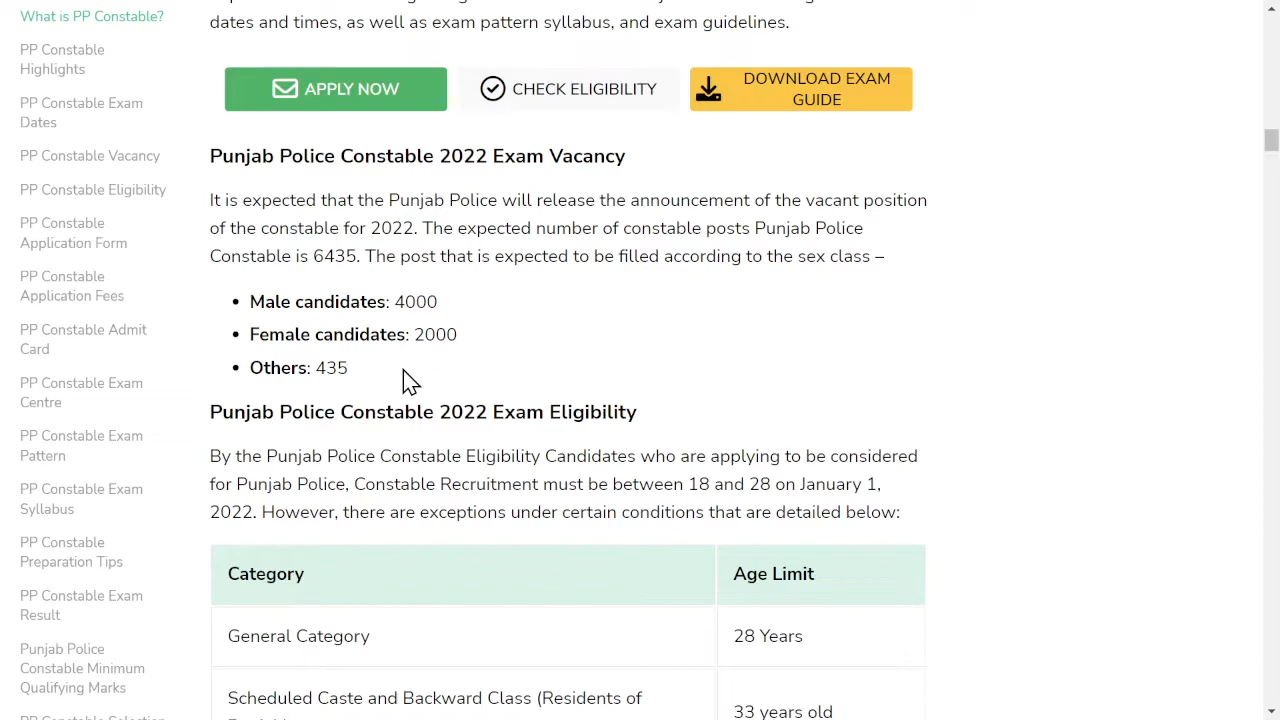 What is PP Constable?
PP Constable
Highlights
PP Constable Exam
Dates
PP Constable Vacancy
PP Constable Eligibility
PP Constable
Application Form
PP Constable
Application Fees
PP Constable Admit
Card
PP Constable Exam
Centre
PP Constable Exam
Pattern
PP Constable Exam
Syllabus
PP Constable
Preparation Tips
PP Constable Exam
Result
Punjab Police
Constable Minimum
Qualifying Marks
PP Constable Selection
dates and times, as well as exam pattern syllabus, and exam guidelines.
APPLY NOW
CHECK ELIGIBILITY
DOWNLOAD EXAM
GUIDE
Punjab Police Constable 2022 Exam Vacancy
It is expected that the Punjab Police will release the announcement of the vacant position
of the constable for 2022. The expected number of constable posts Punjab Police
Constable is 6435. The post that is expected to be filled according to the sex class –
• Male candidates: 4000
• Female candidates: 2000
• Others: 435
Punjab Police Constable 2022 Exam Eligibility
By the Punjab Police Constable Eligibility Candidates who are applying to be considered
for Punjab Police, Constable Recruitment must be between 18 and 28 on January 1,
2022. However, there are exceptions under certain conditions that are detailed below:
Category Age Limit
General Category 28 Years
Scheduled Caste and Backward Class (Residents of
33 years old